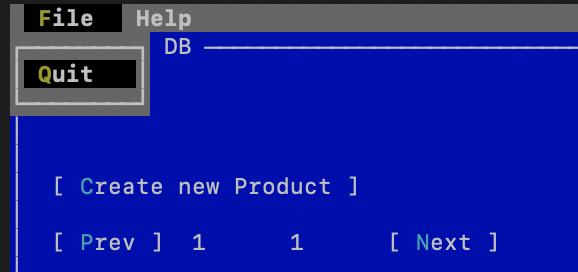 File Help
DB
Quit
[ Create new Product ]
[ Prev ] 1 1 [ Next ]